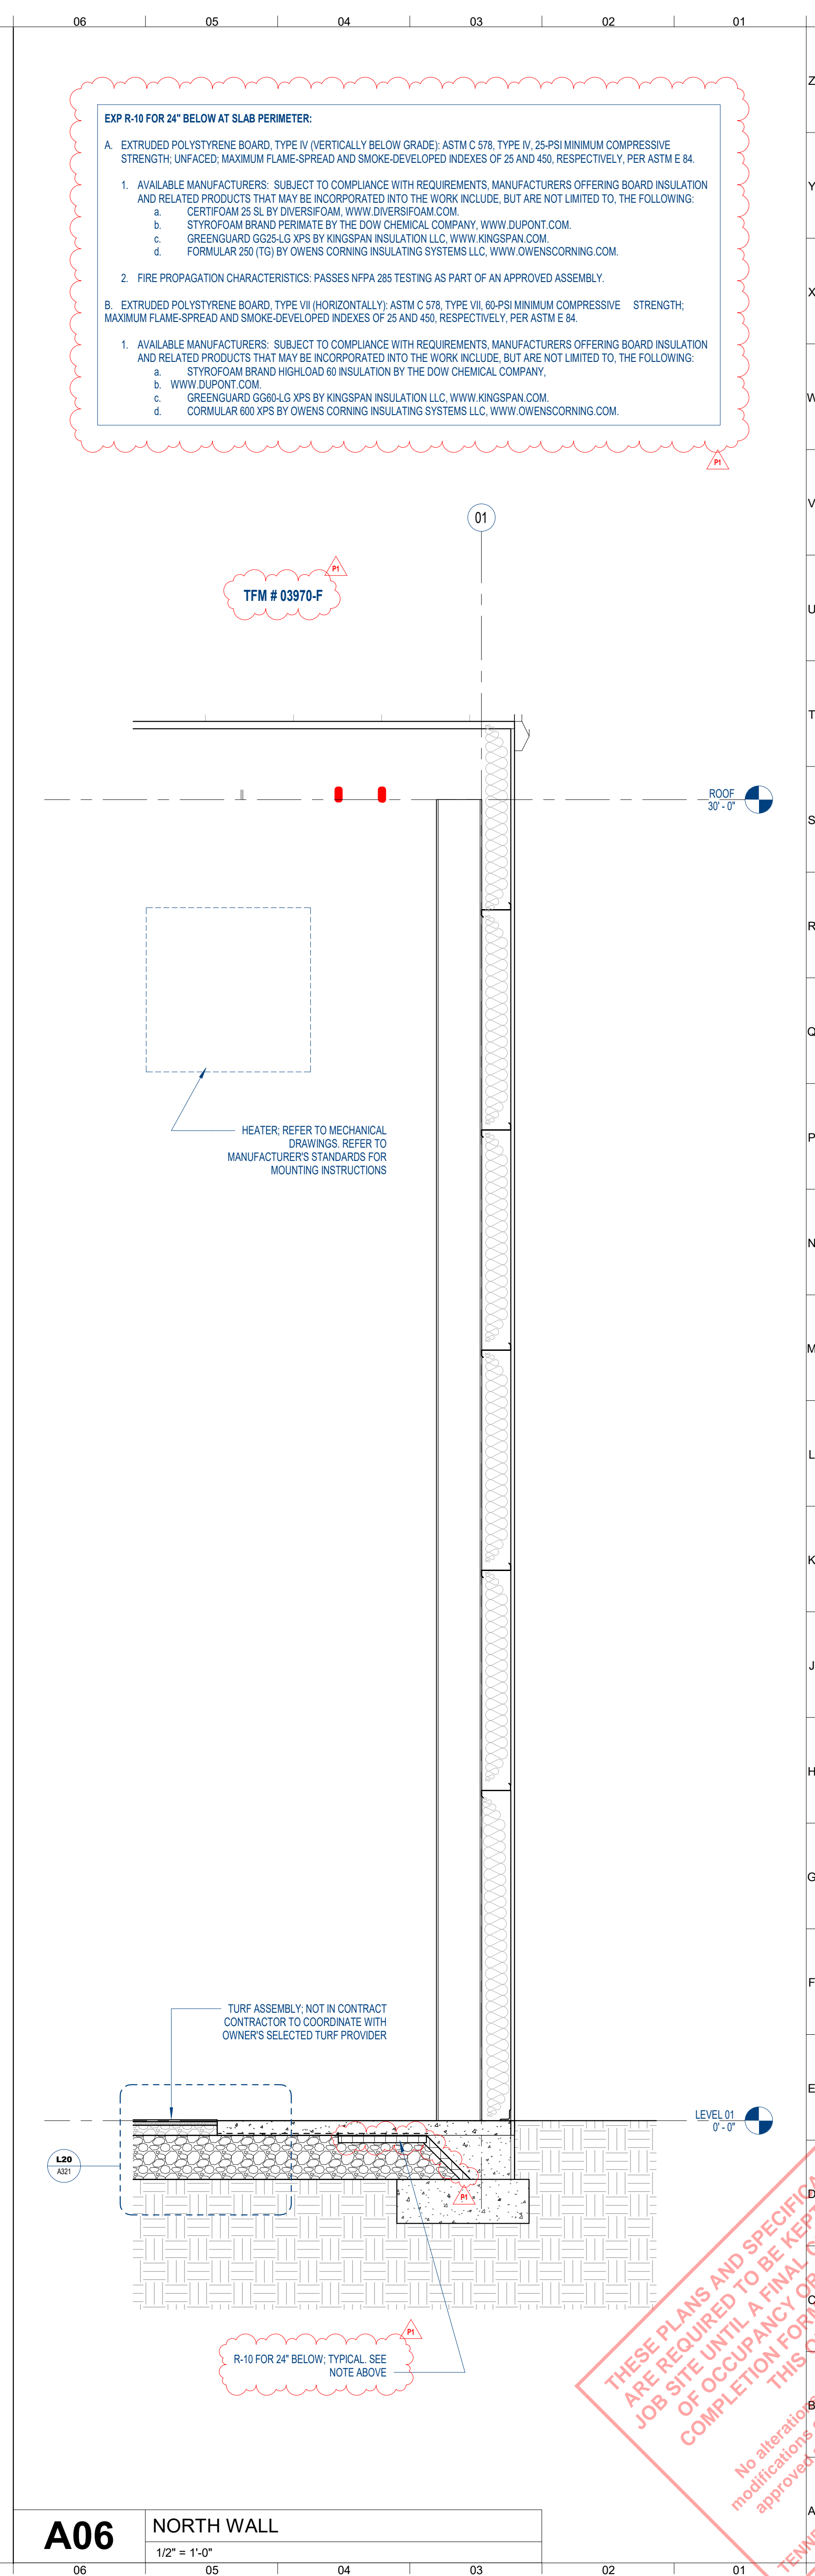 06 05 04 03 02 01
Z
EXP R-10 FOR 24" BELOW AT SLAB PERIMETER:
A. EXTRUDED POLYSTYRENE BOARD, TYPE IV (VERTICALLY BELOW GRADE): ASTM C 578, TYPE IV, 25-PSI MINIMUM COMPRESSIVE
STRENGTH; UNFACED; MAXIMUM FLAME-SPREAD AND SMOKE-DEVELOPED INDEXES OF 25 AND 450, RESPECTIVELY, PER ASTM E 84.
Y
1. AVAILABLE MANUFACTURERS: SUBJECT TO COMPLIANCE WITH REQUIREMENTS, MANUFACTURERS OFFERING BOARD INSULATION
AND RELATED PRODUCTS THAT MAY BE INCORPORATED INTO THE WORK INCLUDE, BUT ARE NOT LIMITED TO, THE FOLLOWING:
a. CERTIFOAM 25 SL BY DIVERSIFOAM, WWW.DIVERSIFOAM.COM.
b. STYROFOAM BRAND PERIMATE BY THE DOW CHEMICAL COMPANY, WWW.DUPONT.COM.
c. GREENGUARD GG25-LG XPS BY KINGSPAN INSULATION LLC, WWW.KINGSPAN.COM.
d. FORMULAR 250 (TG) BY OWENS CORNING INSULATING SYSTEMS LLC, WWW.OWENSCORNING.COM.
2. FIRE PROPAGATION CHARACTERISTICS: PASSES NFPA 285 TESTING AS PART OF AN APPROVED ASSEMBLY.
X
B. EXTRUDED POLYSTYRENE BOARD, TYPE VII (HORIZONTALLY): ASTM C 578, TYPE VII, 60-PSI MINIMUM COMPRESSIVE STRENGTH;
MAXIMUM FLAME-SPREAD AND SMOKE-DEVELOPED INDEXES OF 25 AND 450, RESPECTIVELY, PER ASTM E 84.
1. AVAILABLE MANUFACTURERS: SUBJECT TO COMPLIANCE WITH REQUIREMENTS, MANUFACTURERS OFFERING BOARD INSULATION
AND RELATED PRODUCTS THAT MAY BE INCORPORATED INTO THE WORK INCLUDE, BUT ARE NOT LIMITED TO, THE FOLLOWING:
a. STYROFOAM BRAND HIGHLOAD 60 INSULATION BY THE DOW CHEMICAL COMPANY,
b. WWW.DUPONT.COM.
c. GREENGUARD GG60-LG XPS BY KINGSPAN INSULATION LLC, WWW.KINGSPAN.COM.
W
d. CORMULAR 600 XPS BY OWENS CORNING INSULATING SYSTEMS LLC, WWW.OWENSCORNING.COM.
P1
V
01
P1
TFM # 03970-F
U
T
ROOF
30' - 0"
S
R
Q
HEATER; REFER TO MECHANICAL
DRAWINGS. REFER TO
MANUFACTURER'S STANDARDS FOR
MOUNTING INSTRUCTIONS
P
N
M
L
K
J
H
G
F
TURF ASSEMBLY; NOT IN CONTRACT
CONTRACTOR TO COORDINATE WITH
OWNER'S SELECTED TURF PROVIDER
E
LEVEL 01
0' - 0"
L20
A321
P1
D
C
P1
R-10 FOR 24" BELOW; TYPICAL. SEE
NOTE ABOVE
B
THESE PLANS AND
ARE REQUIRED TO BE
JOB SITE UNTIL A FINAL
OF OCCUPANCY OR
COMPLETION
THIS
No
modifications
approved
A
A06
NORTH WALL
1/2" = 1'-0"
06 05 04 03 02 01